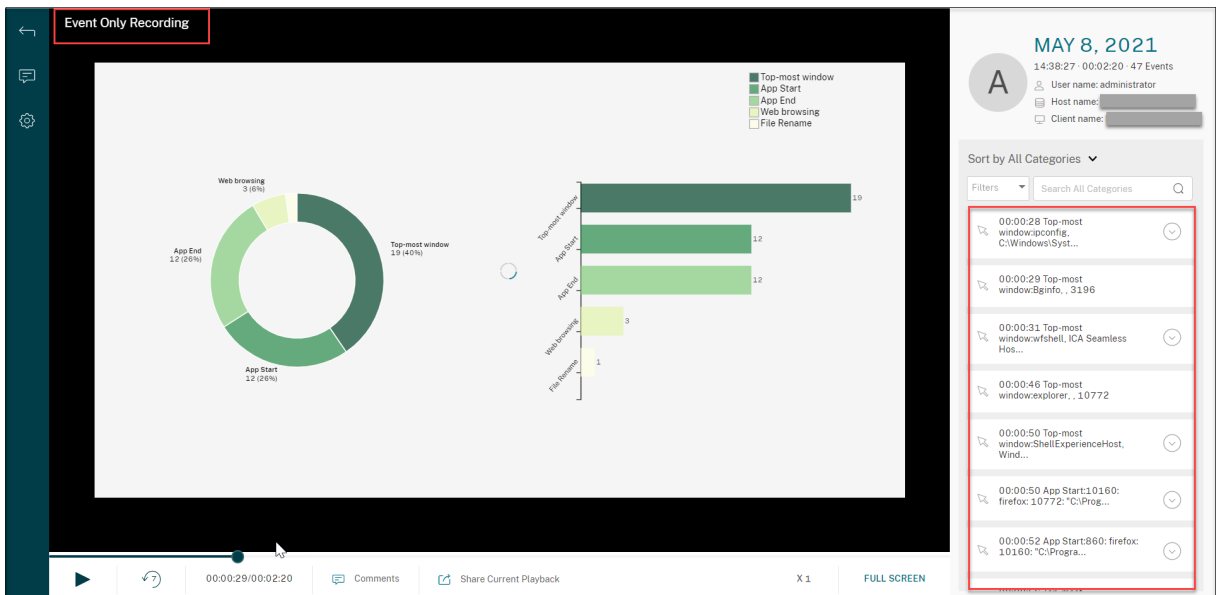 Event Only Recording
Top-most window
App Start
App End
Web browsing
File Rename
Web browsing
3 (6%)
App End
12 (26%)
Top-most window
19 (40%)
App Start
12 (26%)
Top-most window
19
App Start
12
App End
12
Web browsing
3
File Rename
1
7
00:00:29/00:02:20
Comments
Share Current Playback
X 1
FULL SCREEN
A
MAY 8, 2021
14:38:27 · 00:02:20 · 47 Events
User name: administrator
Host name:
Client name:
Sort by All Categories
Filters
Search All Categories
00:00:28 Top-most
window:ipconfig,
C:\Windows\Syst...
00:00:29 Top-most
window:Bginfo, , 3196
00:00:31 Top-most
window:wfshell, ICA Seamless
Hos...
00:00:46 Top-most
window:explorer, , 10772
00:00:50 Top-most
window:ShellExperienceHost,
Wind...
00:00:50 App Start:10160:
firefox: 10772: "C:\Prog...
00:00:52 App Start:860: firefox:
10160: "C:\Progra...